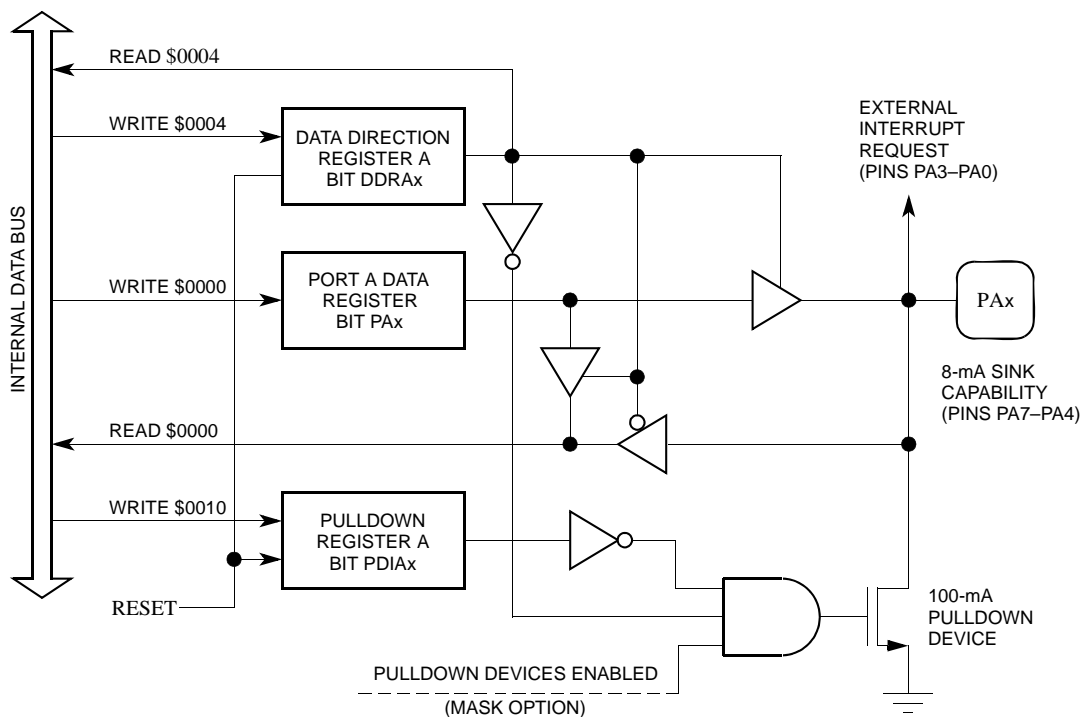 READ $0004
WRITE $0004
DATA DIRECTION
REGISTER A
BIT DDRAx
EXTERNAL
INTERRUPT
REQUEST
(PINS PA3–PA0)
INTERNAL DATA BUS
WRITE $0000
PORT A DATA
REGISTER
BIT PAx
PAx
8-mA SINK
CAPABILITY
(PINS PA7–PA4)
READ $0000
WRITE $0010
PULLDOWN
REGISTER A
BIT PDIAx
RESET
100-mA
PULLDOWN
DEVICE
PULLDOWN DEVICES ENABLED
(MASK OPTION)